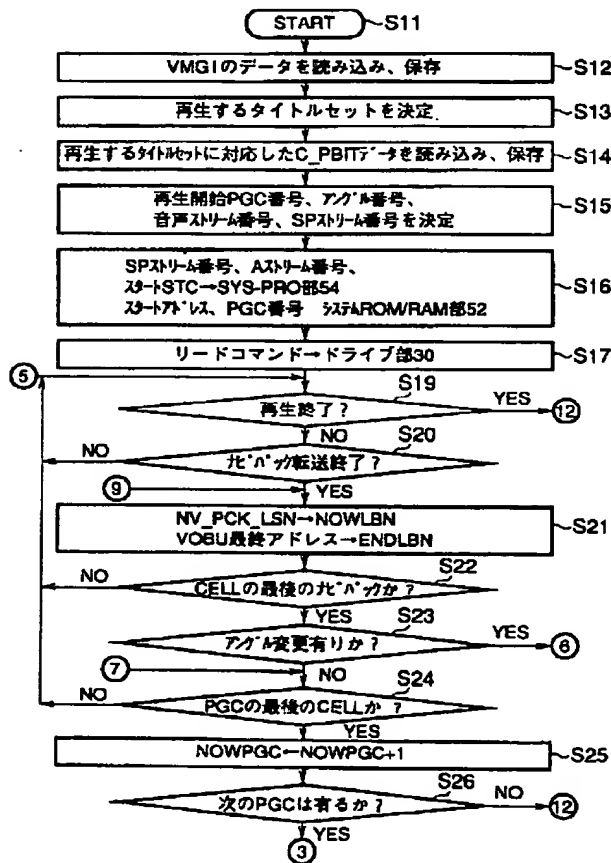 START
S11
VMGIのデータを読み込み、保存
S12
再生するタイトルセットを決定
S13
再生するﾀｲﾄﾙｾｯﾄに対応したC_PBITﾃﾞｰﾀを読み込み、保存
S14
再生開始PGC番号、ｱﾝｸﾞﾙ番号、
音声ストリーム番号、SPストリーム番号を決定
S15
SPｽﾄﾘｰﾑ番号、Aｽﾄﾘｰﾑ番号、
ｽﾀｰﾄSTC→SYS-PRO部54
ｽﾀｰﾄｱﾄﾞﾚｽ、PGC番号 ｼｽﾃﾑROM/RAM部52
S16
リードコマンド→ドライブ部30
S17
⑤
S19
再生終了？
YES
⑫
NO
S20
NO
ﾅﾋﾞﾊﾟｯｸ転送終了？
⑨
YES
NV_PCK_LSN→NOWLBN
VOBU最終アドレス→ENDLBN
S21
S22
NO
CELLの最後のﾅﾋﾞﾊﾟｯｸか？
YES
S23
ｱﾝｸﾞﾙ変更有りか？
YES
⑥
⑦
NO
S24
NO
PGCの最後のCELLか？
YES
NOWPGC←NOWPGC+1
S25
S26
次のPGCは有るか？
NO
⑫
YES
③